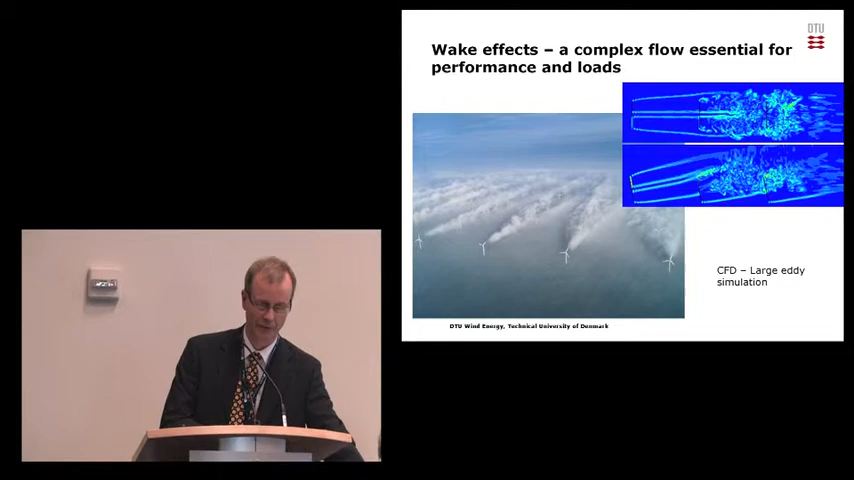 DTU
Wake effects – a complex flow essential for
performance and loads
CFD – Large eddy
simulation
DTU Wind Energy, Technical University of Denmark